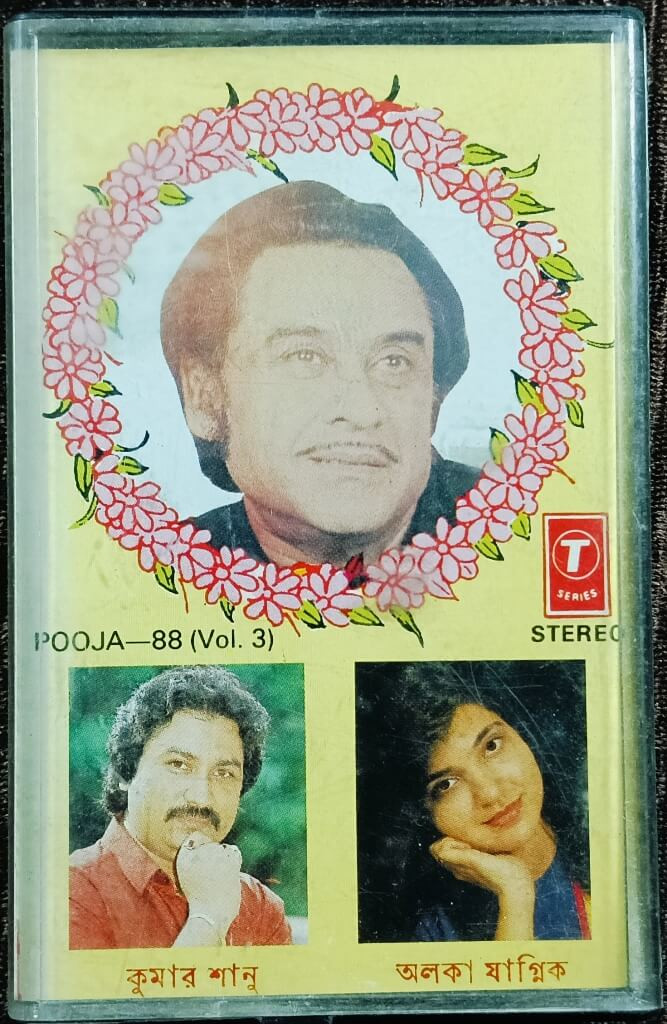 T
SERIES
POOJA—88 (Vol. 3)
STEREO
কুমার শানু
অলকা যাগ্নিক